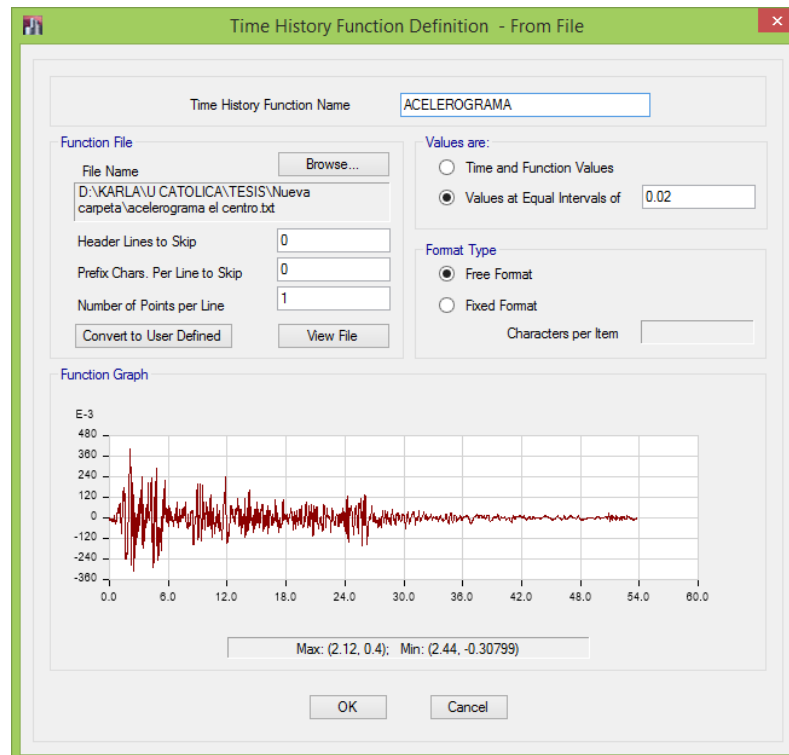 Time History Function Definition - From File
Time History Function Name
ACELEROGRAMA
Function File
File Name
Browse...
D:\KARLA\U CATOLICA\TESIS\Nueva
carpeta\acelerograma el centro.txt
Header Lines to Skip
0
Prefix Chars. Per Line to Skip
0
Number of Points per Line
1
Convert to User Defined
View File
Values are:
Time and Function Values
Values at Equal Intervals of
0.02
Format Type
Free Format
Fixed Format
Characters per Item
Function Graph
E-3
480
360
240
120
0
-120
-240
-360
0.0 6.0 12.0 18.0 24.0 30.0 36.0 42.0 48.0 54.0 60.0
Max: (2.12, 0.4); Min: (2.44, -0.30799)
OK
Cancel